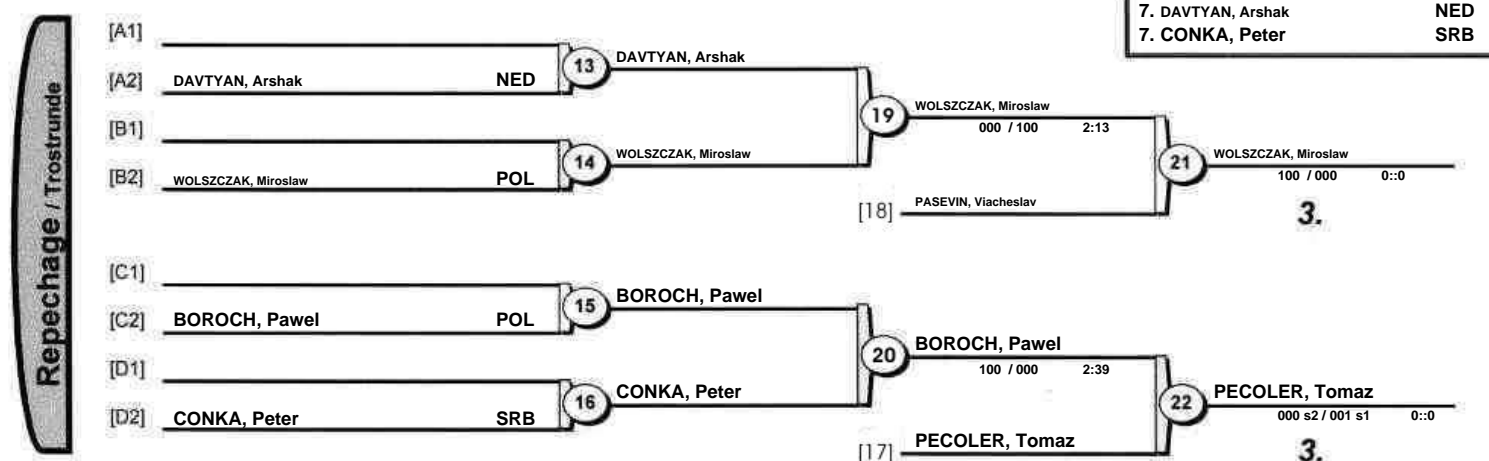 7. DAVTYAN, Arshak NED
7. CONKA, Peter SRB
Repechage / Trostrunde
[A1]
[A2] DAVTYAN, Arshak NED
13 DAVTYAN, Arshak
[B1]
[B2] WOLSZCZAK, Miroslaw POL
14 WOLSZCZAK, Miroslaw
19 WOLSZCZAK, Miroslaw
000 / 100 2:13
[18] PASEVIN, Viacheslav
21 WOLSZCZAK, Miroslaw
100 / 000 0::0
3.
[C1]
[C2] BOROCH, Pawel POL
15 BOROCH, Pawel
[D1]
[D2] CONKA, Peter SRB
16 CONKA, Peter
20 BOROCH, Pawel
100 / 000 2:39
[17] PECOLER, Tomaz
22 PECOLER, Tomaz
000 s2 / 001 s1 0::0
3.